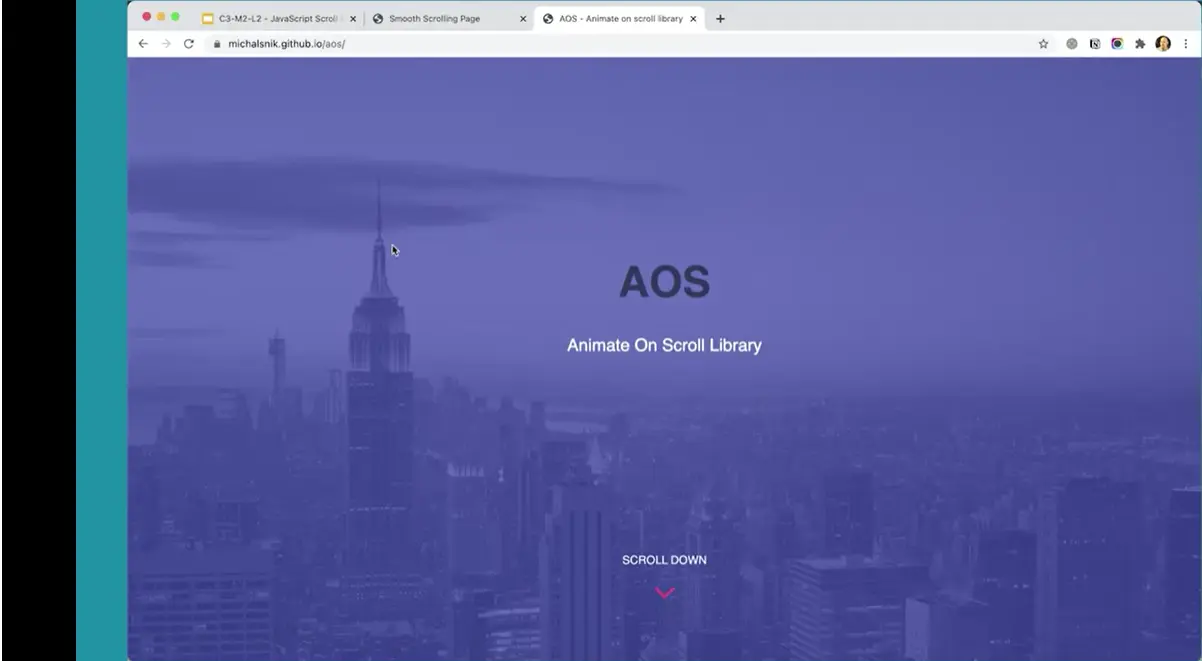 C3-M2-L2 - JavaScript Scroll
Smooth Scrolling Page
AOS - Animate on scroll library
michalsnik.github.io/aos/
AOS
Animate On Scroll Library
SCROLL DOWN